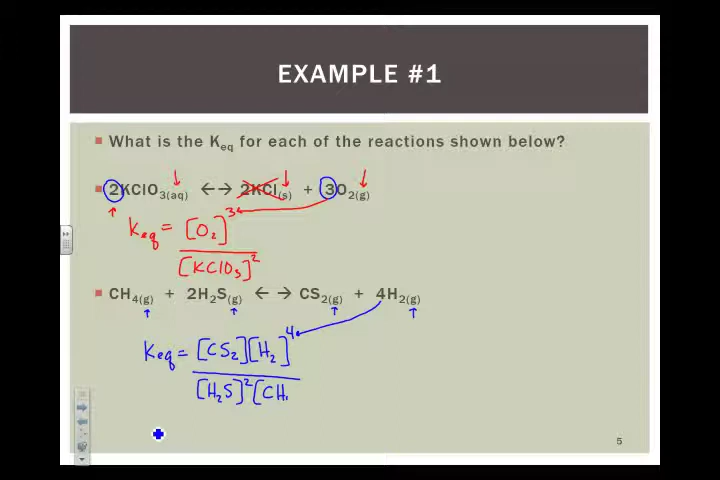 EXAMPLE #1
What is the Keq for each of the reactions shown below?
2KClO3(aq) ←→ 2KCl(s) + 3O2(g)
Keq = [O2]^3
[KClO3]^2
CH4(g) + 2H2S(g) ←→ CS2(g) + 4H2(g)
Keq = [CS2][H2]^4
[H2S]^2[CH
5